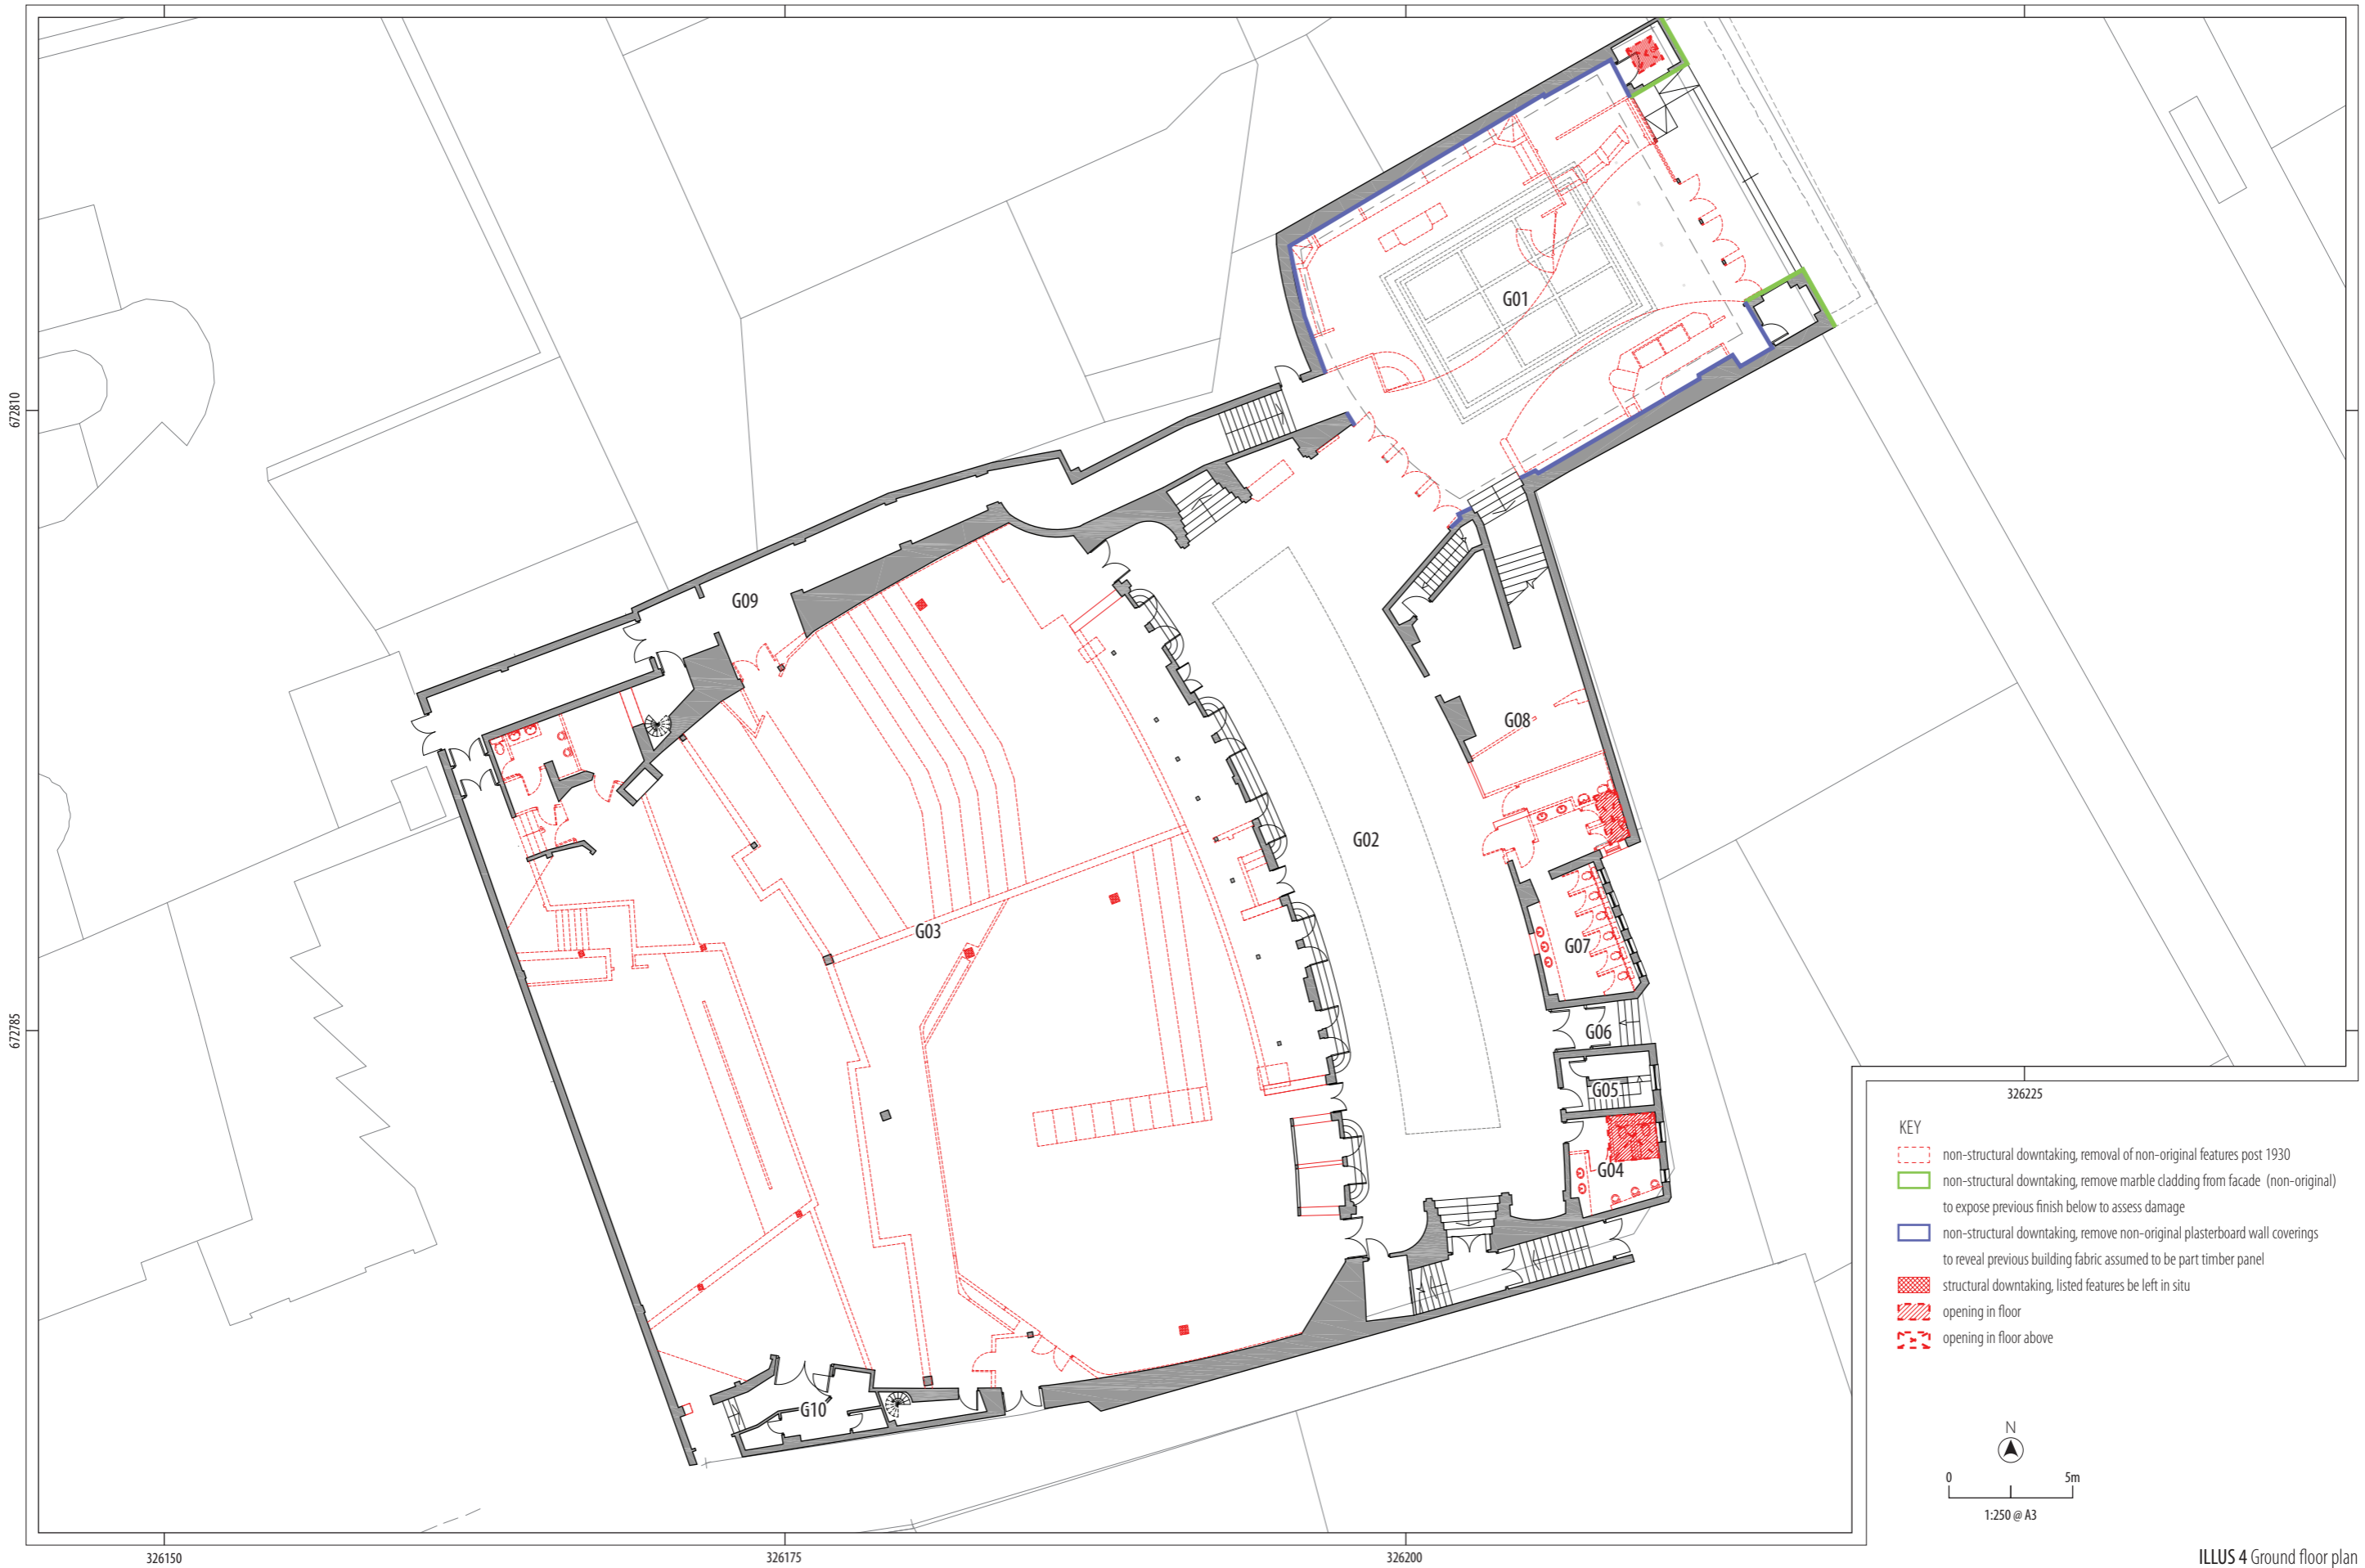 G01
672810
G09
G08
G02
G03
G07
672785
G06
G05
326225
KEY
G04
non-structural downtaking, removal of non-original features post 1930
non-structural downtaking, remove marble cladding from facade (non-original)
to expose previous finish below to assess damage
non-structural downtaking, remove non-original plasterboard wall coverings
to reveal previous building fabric assumed to be part timber panel
structural downtaking, listed features be left in situ
opening in floor
opening in floor above
G10
N
0 5m
1:250 @ A3
326150 326175 326200
ILLUS 4 Ground floor plan